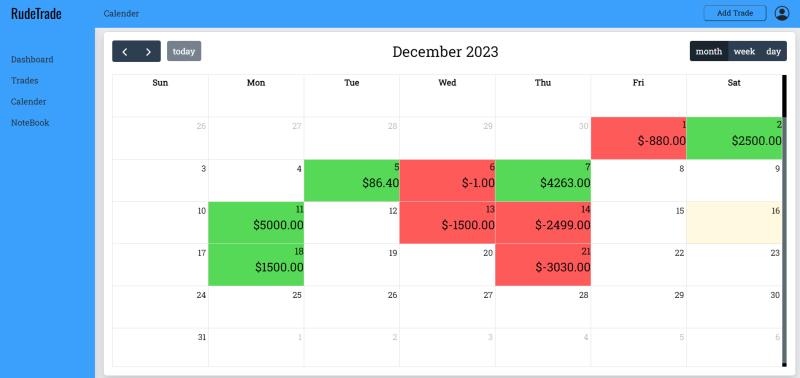 RudeTrade Calender Add Trade
Dashboard
Trades
Calender
NoteBook
today December 2023 month week day
Sun Mon Tue Wed Thu Fri Sat
26 27 28 29 30 1 2
$-880.00 $2500.00
3 4 5 6 7 8 9
$86.40 $-1.00 $4263.00
10 11 12 13 14 15 16
$5000.00 $-1500.00 $-2499.00
17 18 19 20 21 22 23
$1500.00 $-3030.00
24 25 26 27 28 29 30
31 1 2 3 4 5 6